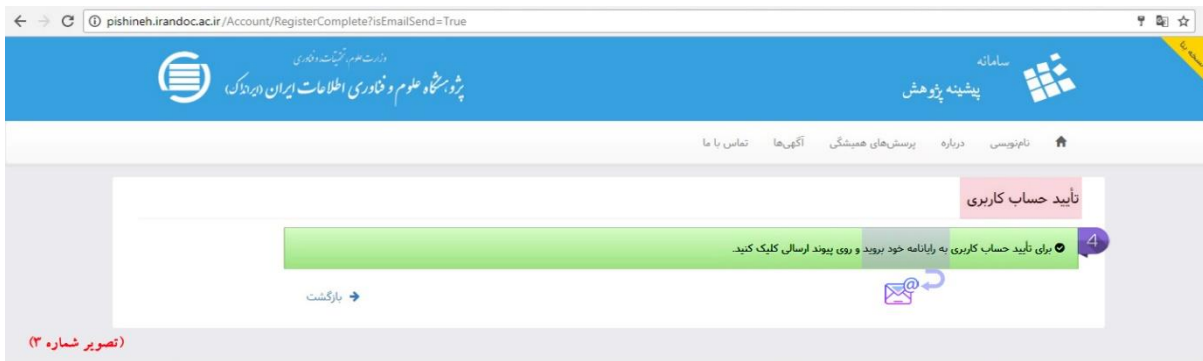 pishineh.irandoc.ac.ir/Account/RegisterComplete?isEmailSend=True
سامانه
پیشینه پژوهش
وزارت علوم، تحقیقات و فناوری
پژوهشگاه علوم و فناوری اطلاعات ایران (ایرانداک)
نام‌نویسی درباره پرسش‌های همیشگی آگهی‌ها تماس با ما
تأیید حساب کاربری
4
برای تأیید حساب کاربری به رایانامه خود بروید و روی پیوند ارسالی کلیک کنید.
@
بازگشت
(تصویر شماره ۳)